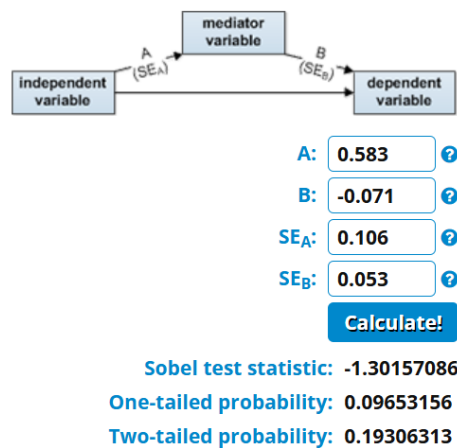 mediator
variable
A
(SEA)
B
(SEB)
independent
variable
dependent
variable
A: 0.583 ?
B: -0.071 ?
SEA: 0.106 ?
SEB: 0.053 ?
Calculate!
Sobel test statistic: -1.30157086
One-tailed probability: 0.09653156
Two-tailed probability: 0.19306313